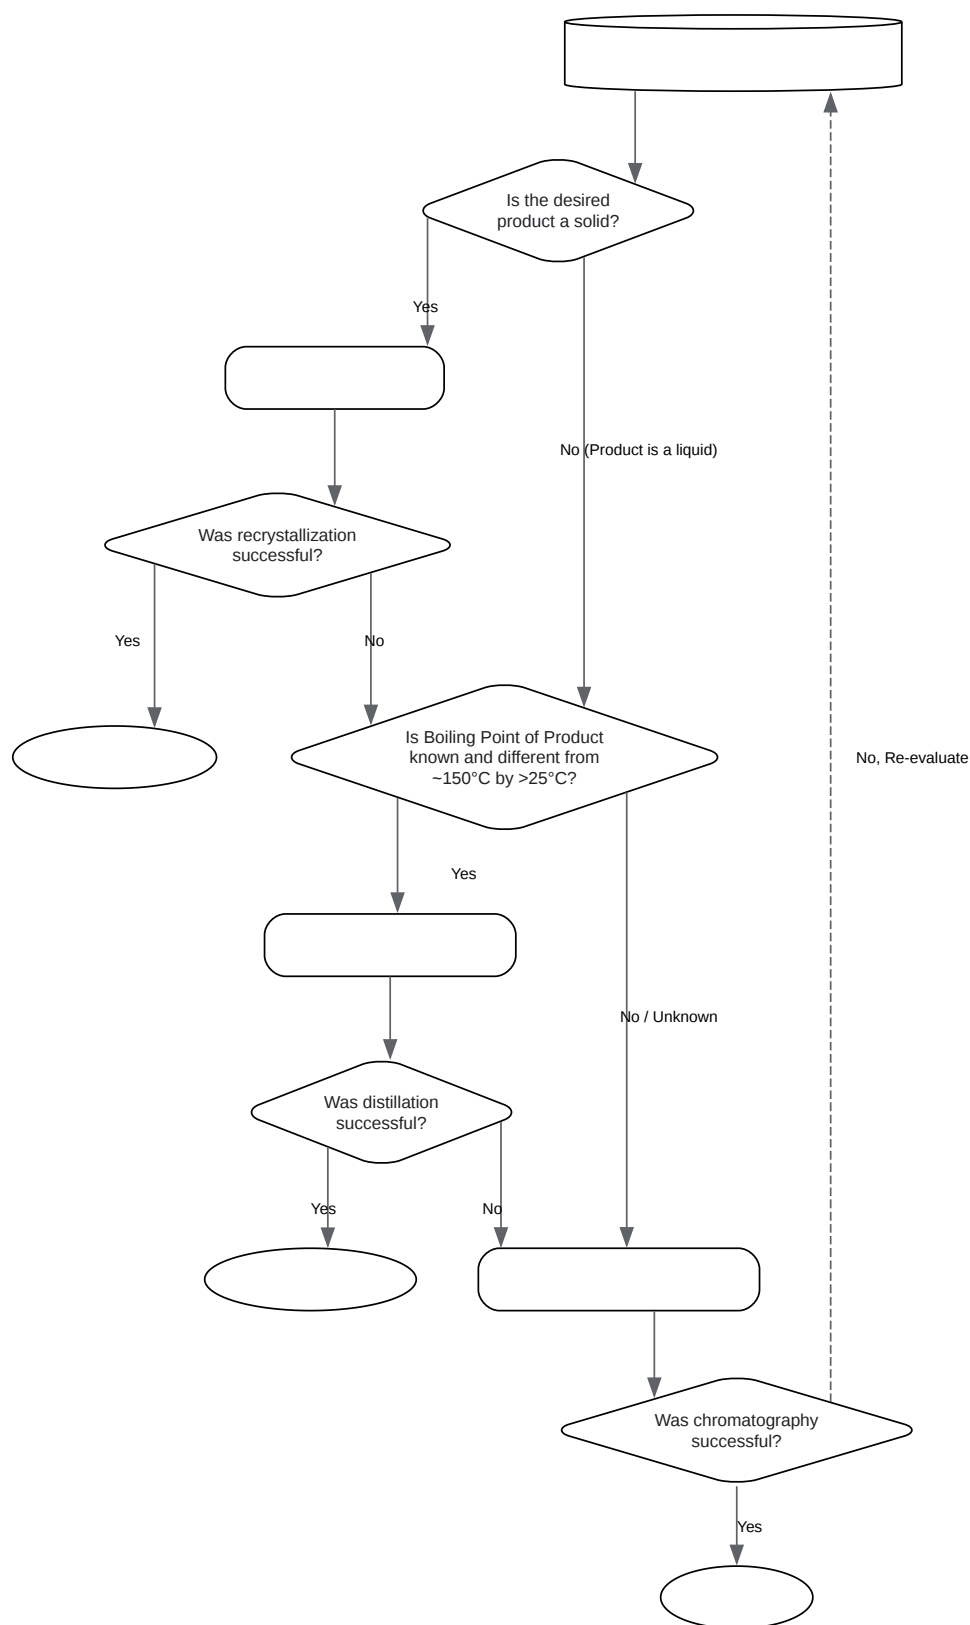 Is the desired
product a solid?
Yes
No (Product is a liquid)
Was recrystallization
successful?
Yes
No
Is Boiling Point of Product
known and different from
~150°C by >25°C?
No, Re-evaluate
Yes
No / Unknown
Was distillation
successful?
Yes
No
Was chromatography
successful?
Yes